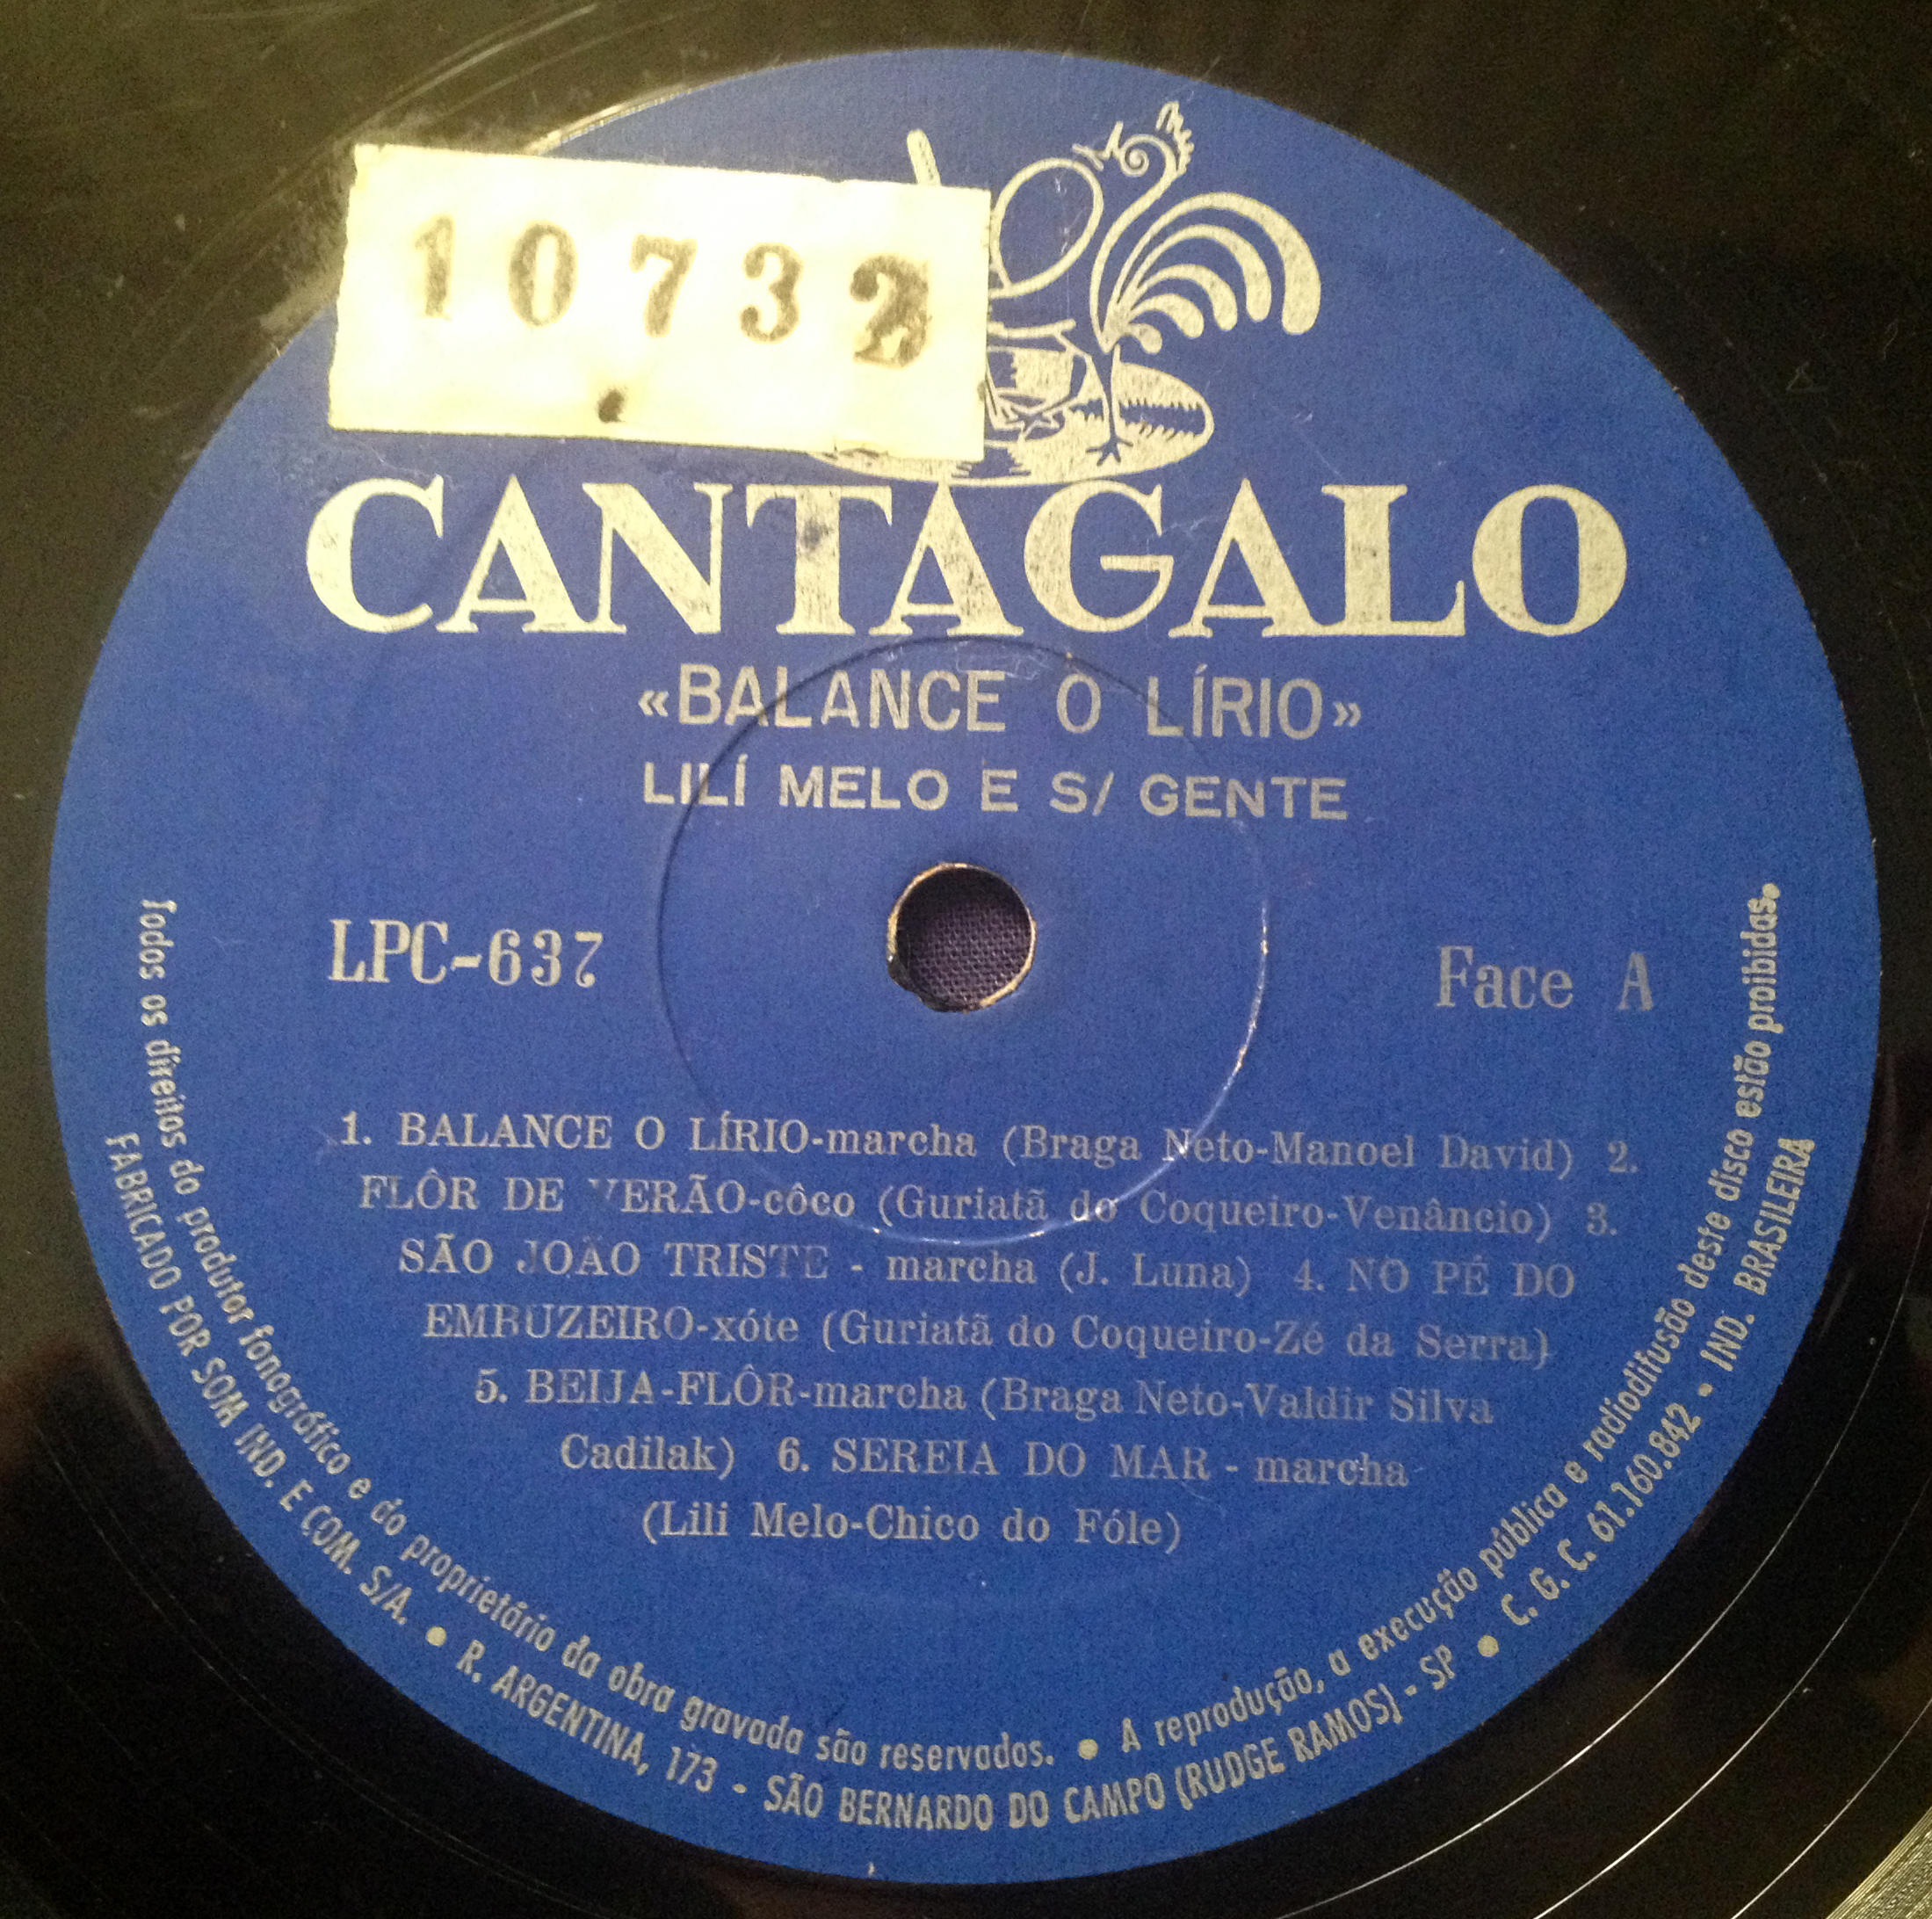 10732
CANTAGALO
«BALANCE O LÍRIO»
LILÍ MELO E S/ GENTE
LPC-637
Face A
1. BALANCE O LÍRIO-marcha (Braga Neto-Manoel David) 2.
FLÔR DE VERÃO-côco (Guriatã do Coqueiro-Venâncio) 3.
SÃO JOÃO TRISTE - marcha (J. Luna) 4. NO PÉ DO
EMBUZEIRO-xóte (Guriatã do Coqueiro-Zé da Serra)
5. BEIJA-FLÔR-marcha (Braga Neto-Valdir Silva
Cadilak) 6. SEREIA DO MAR - marcha
(Lili Melo-Chico do Fóle)
Todos os direitos do produtor fonográfico e do proprietário da obra gravada são reservados. • A reprodução, a execução pública e radiodifusão deste disco estão proibidas.
FABRICADO POR SOM IND. E COM. S/A. • R. ARGENTINA, 173 - SÃO BERNARDO DO CAMPO (RUDGE RAMOS) - SP • C. G. C. 61.160.842 • IND. BRASILEIRA